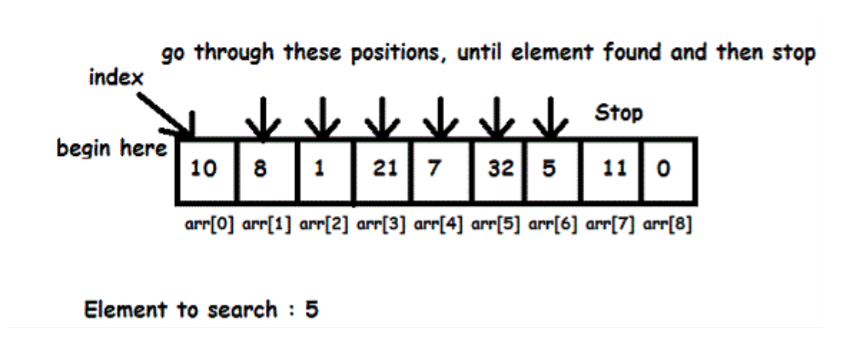 go through these positions, until element found and then stop
index
Stop
begin here
10 8 1 21 7 32 5 11 0
arr[0] arr[1] arr[2] arr[3] arr[4] arr[5] arr[6] arr[7] arr[8]
Element to search : 5